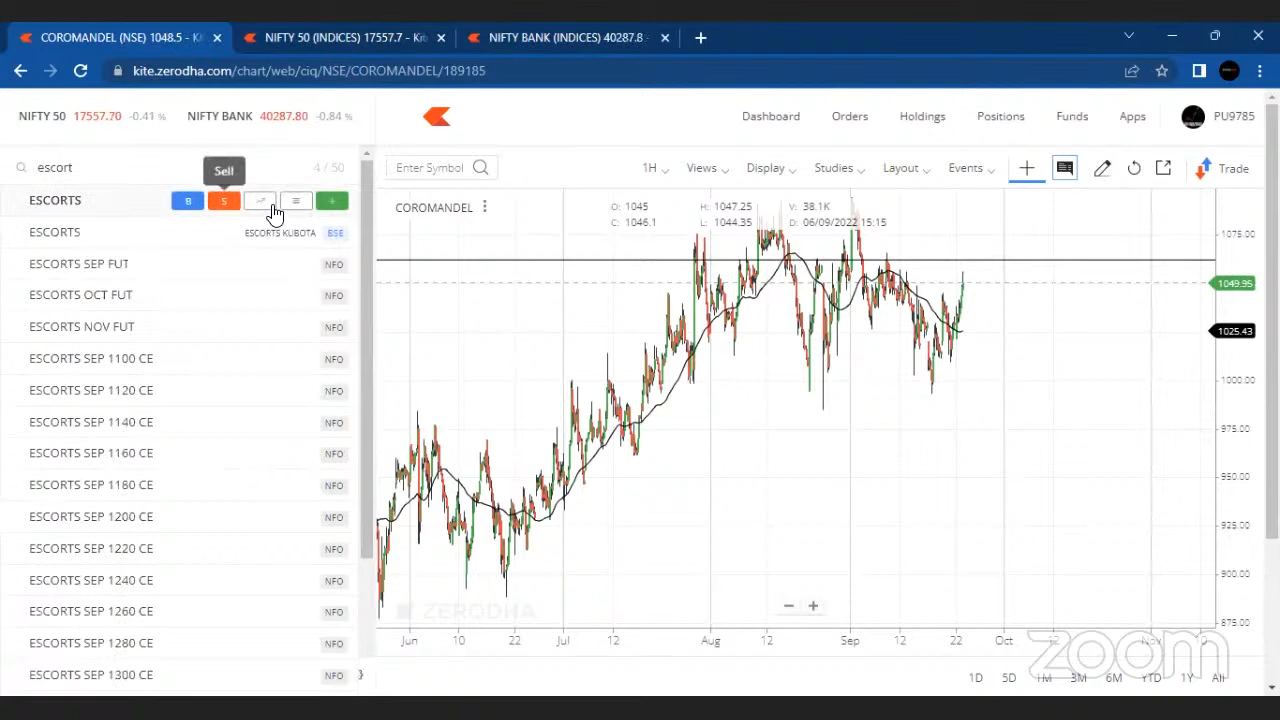 COROMANDEL (NSE) 1048.5 - Ki
NIFTY 50 (INDICES) 17557.7 - Kit
NIFTY BANK (INDICES) 40287.8 -
kite.zerodha.com/chart/web/ciq/NSE/COROMANDEL/189185
NIFTY 50 17557.70 -0.41 %
NIFTY BANK 40287.80 -0.84 %
Dashboard Orders Holdings Positions Funds Apps PU9785
escort
4 / 50
Sell
ESCORTS B S
ESCORTS ESCORTS KUBOTA BSE
ESCORTS SEP FUT NFO
ESCORTS OCT FUT NFO
ESCORTS NOV FUT NFO
ESCORTS SEP 1100 CE NFO
ESCORTS SEP 1120 CE NFO
ESCORTS SEP 1140 CE NFO
ESCORTS SEP 1160 CE NFO
ESCORTS SEP 1180 CE NFO
ESCORTS SEP 1200 CE NFO
ESCORTS SEP 1220 CE NFO
ESCORTS SEP 1240 CE NFO
ESCORTS SEP 1260 CE NFO
ESCORTS SEP 1280 CE NFO
ESCORTS SEP 1300 CE NFO
Enter Symbol 1H Views Display Studies Layout Events Trade
COROMANDEL
O: 1045 H: 1047.25 V: 38.1K
C: 1046.1 L: 1044.35 D: 06/09/2022 15:15
1075.00
1049.95
1025.43
1000.00
975.00
950.00
925.00
900.00
875.00
ZERODHA
Jun 10 22 Jul 12 Aug 12 Sep 12 22 Oct Nov
zoom
1D 5D 1M 3M 6M YTD 1Y All